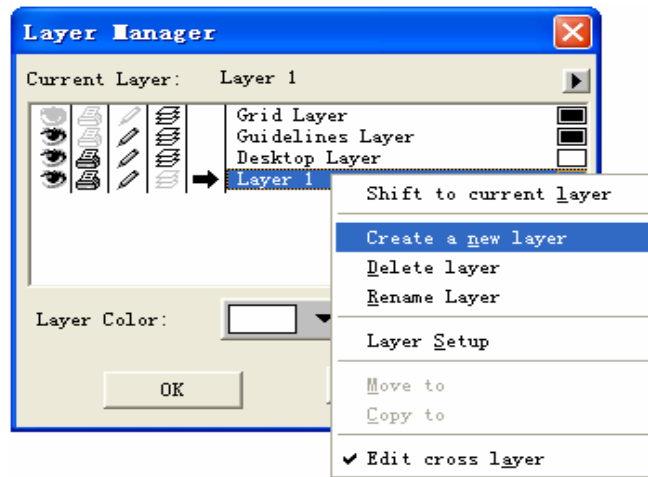 Layer Manager
Current Layer: Layer 1
Grid Layer
Guidelines Layer
Desktop Layer
Layer 1
Shift to current layer
Create a new layer
Delete layer
Rename Layer
Layer Color:
Layer Setup
OK
Move to
Copy to
Edit cross layer